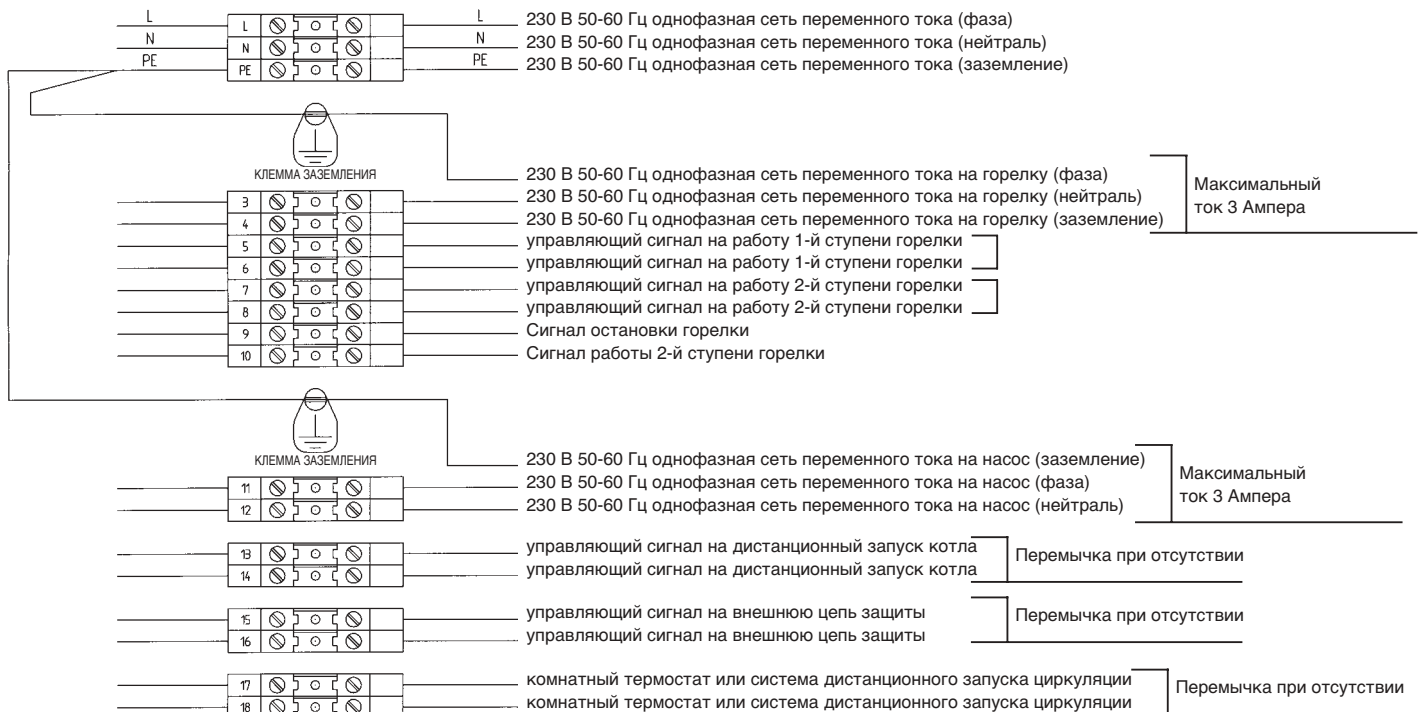 L L L 230 В 50-60 Гц однофазная сеть переменного тока (фаза)
N N N 230 В 50-60 Гц однофазная сеть переменного тока (нейтраль)
PE PE PE 230 В 50-60 Гц однофазная сеть переменного тока (заземление)
КЛЕММА ЗАЗЕМЛЕНИЯ
230 В 50-60 Гц однофазная сеть переменного тока на горелку (фаза)
3 230 В 50-60 Гц однофазная сеть переменного тока на горелку (нейтраль)
4 230 В 50-60 Гц однофазная сеть переменного тока на горелку (заземление)
Максимальный
ток 3 Ампера
5 управляющий сигнал на работу 1-й ступени горелки
6 управляющий сигнал на работу 1-й ступени горелки
7 управляющий сигнал на работу 2-й ступени горелки
8 управляющий сигнал на работу 2-й ступени горелки
9 Сигнал остановки горелки
10 Сигнал работы 2-й ступени горелки
КЛЕММА ЗАЗЕМЛЕНИЯ
230 В 50-60 Гц однофазная сеть переменного тока на насос (заземление)
11 230 В 50-60 Гц однофазная сеть переменного тока на насос (фаза)
12 230 В 50-60 Гц однофазная сеть переменного тока на насос (нейтраль)
Максимальный
ток 3 Ампера
13 управляющий сигнал на дистанционный запуск котла
14 управляющий сигнал на дистанционный запуск котла
Перемычка при отсутствии
15 управляющий сигнал на внешнюю цепь защиты
16 управляющий сигнал на внешнюю цепь защиты
Перемычка при отсутствии
17 комнатный термостат или система дистанционного запуска циркуляции
18 комнатный термостат или система дистанционного запуска циркуляции
Перемычка при отсутствии